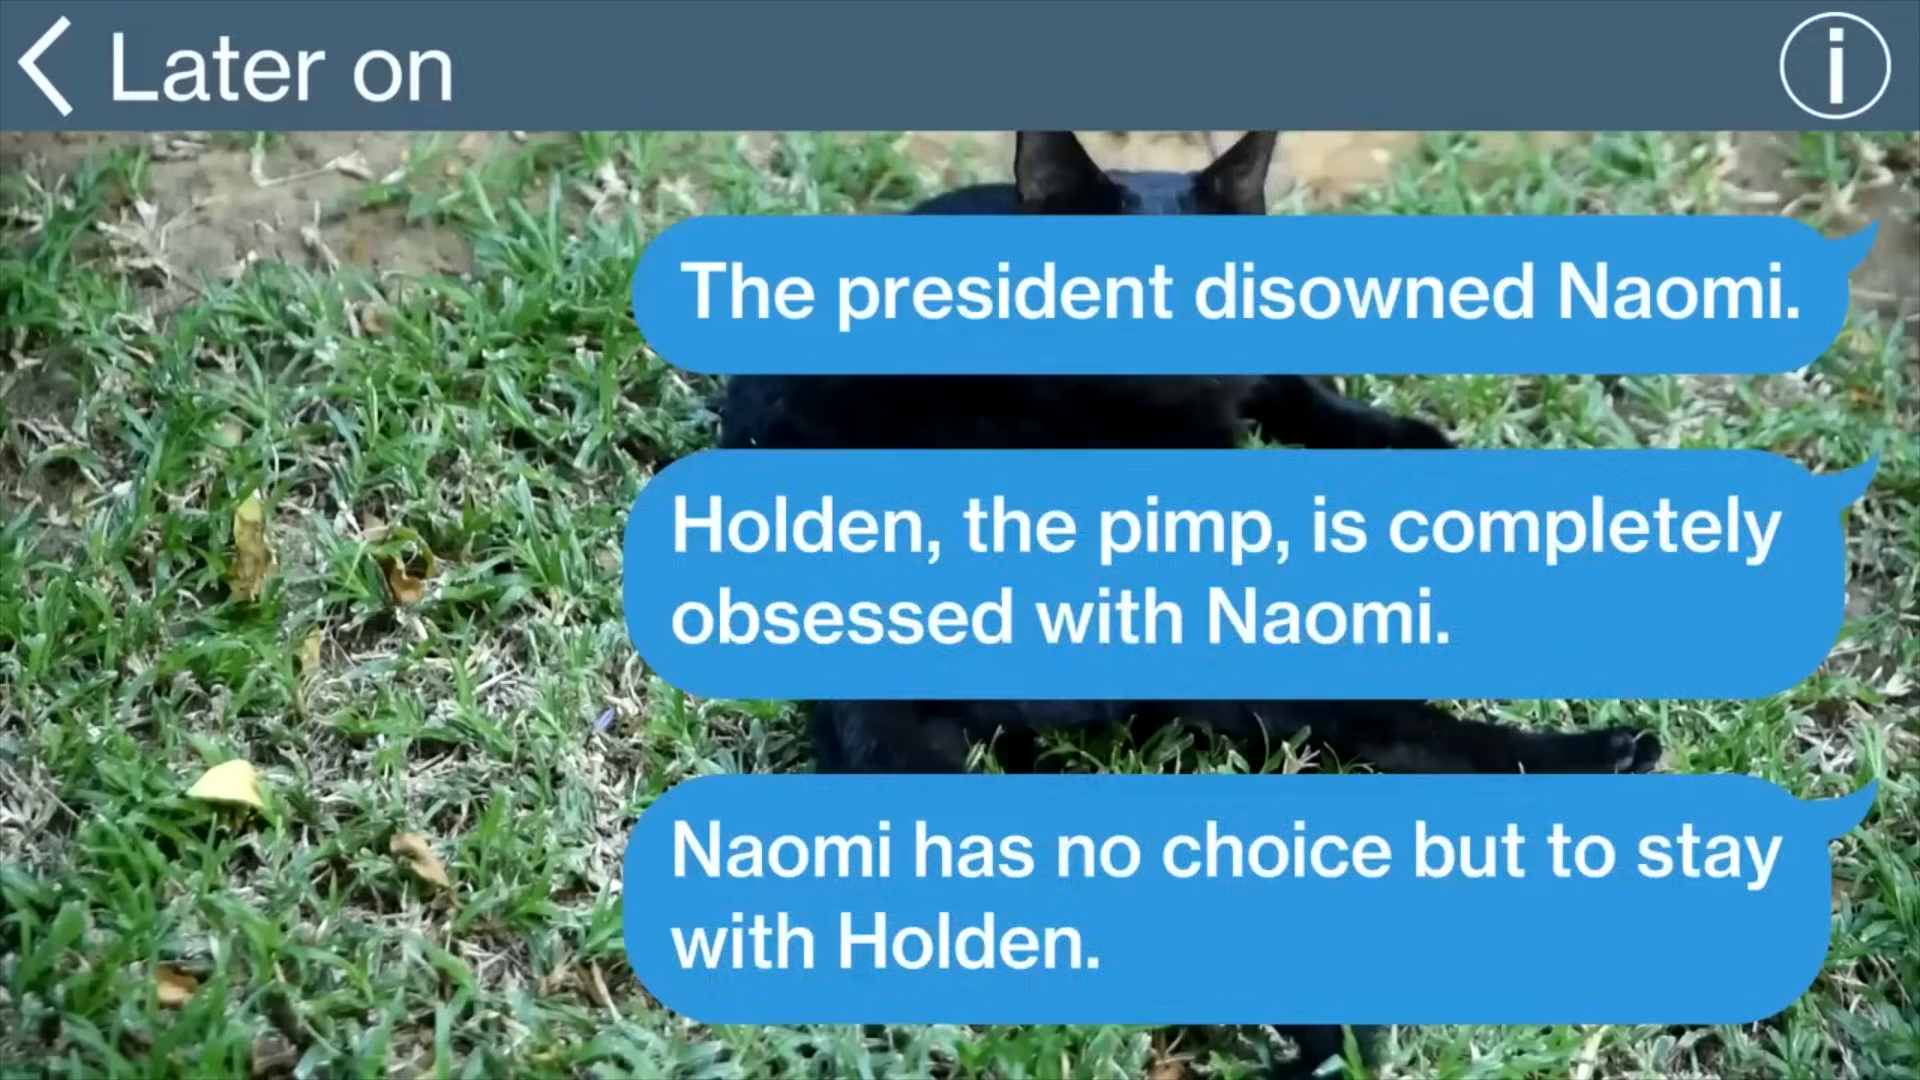 Later on
The president disowned Naomi.
Holden, the pimp, is completely
obsessed with Naomi.
Naomi has no choice but to stay
with Holden.